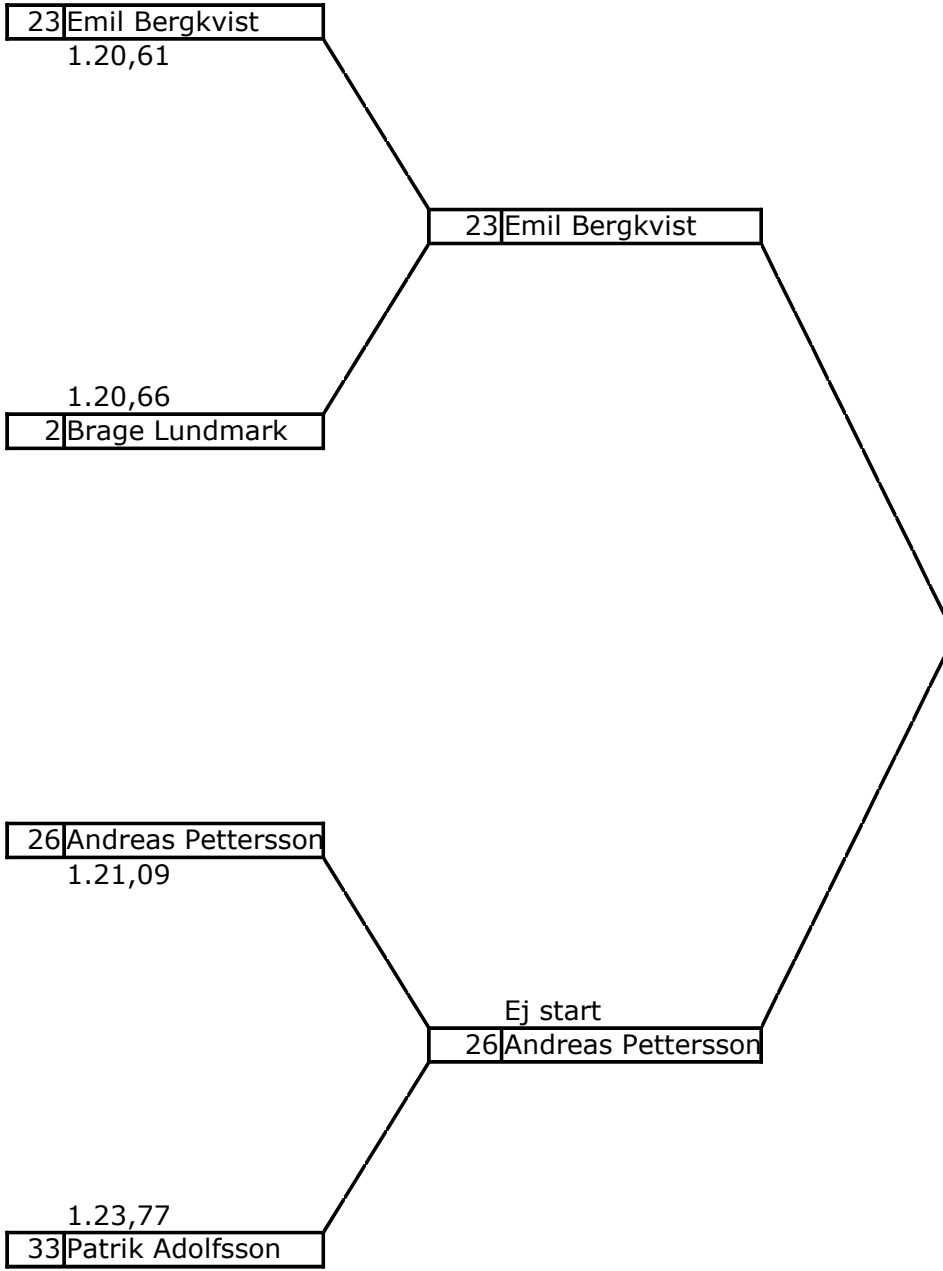 23 Emil Bergkvist
1.20,61
23 Emil Bergkvist
1.20,66
2 Brage Lundmark
26 Andreas Pettersson
1.21,09
Ej start
26 Andreas Pettersson
1.23,77
33 Patrik Adolfsson